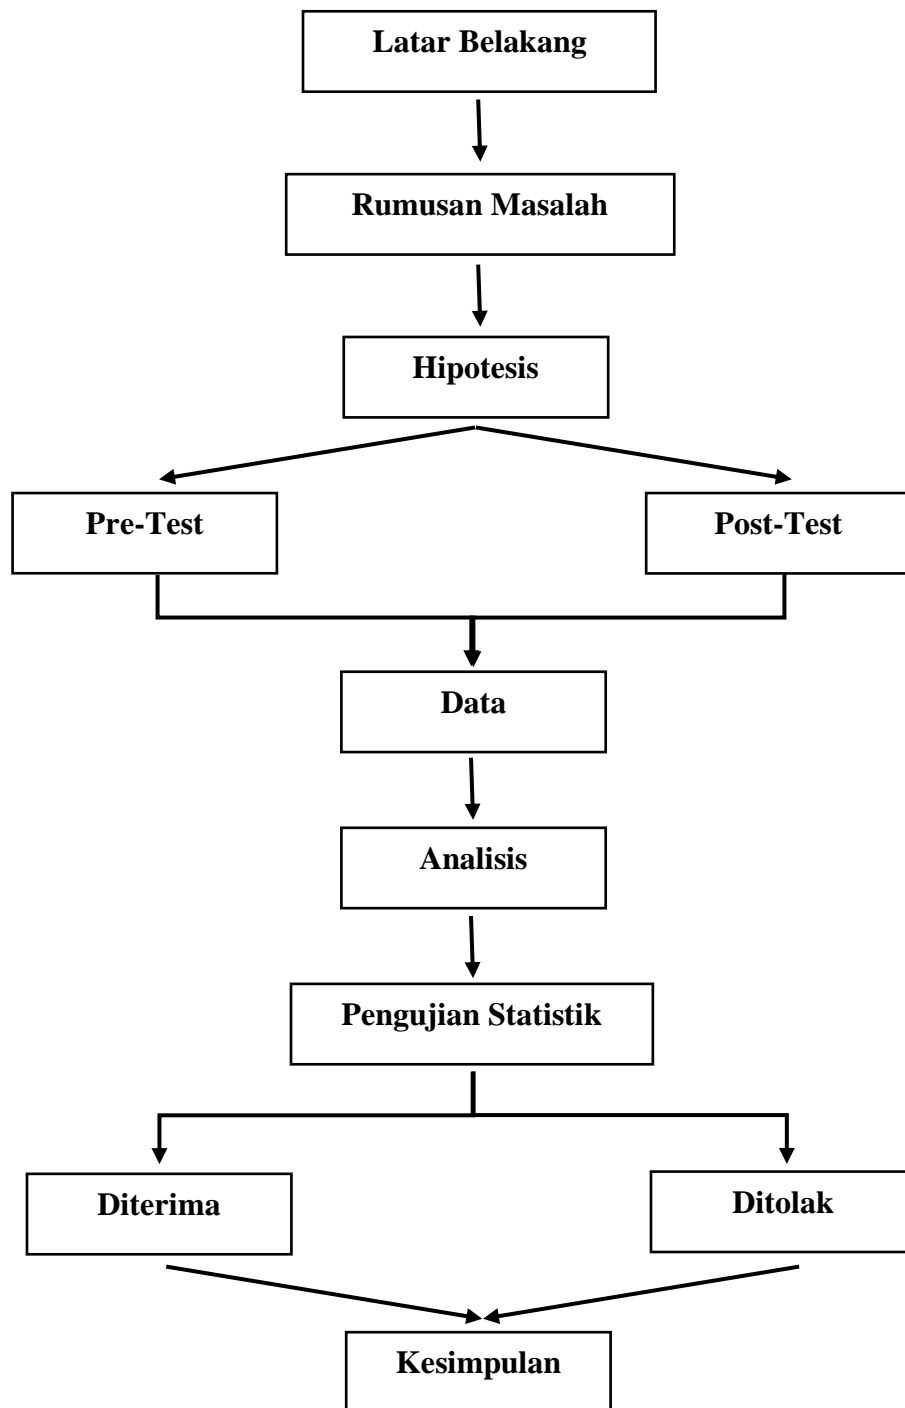 Latar Belakang
Rumusan Masalah
Hipotesis
Pre-Test
Post-Test
Data
Analisis
Pengujian Statistik
Diterima
Ditolak
Kesimpulan